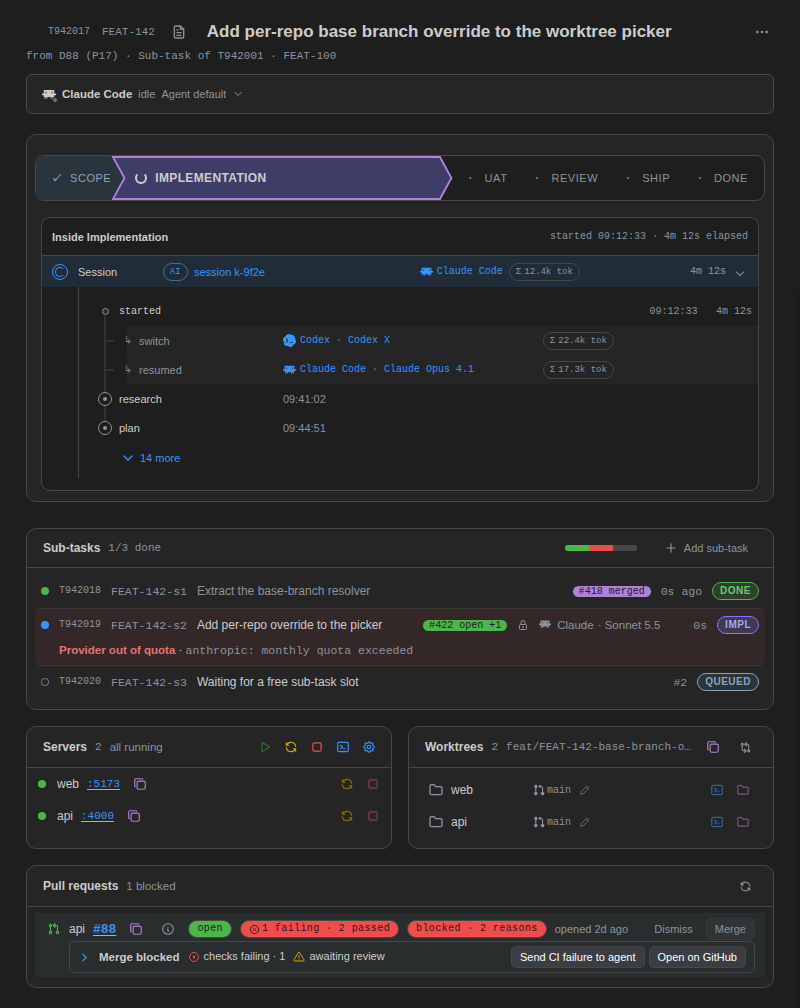 T942017 FEAT-142 Add per-repo base branch override to the worktree picker ···
from D88 (P17) · Sub-task of T942001 · FEAT-100
Claude Code idle Agent default
SCOPE IMPLEMENTATION · UAT · REVIEW · SHIP · DONE
Inside Implementation started 09:12:33 · 4m 12s elapsed
Session AI session k-9f2e Claude Code Σ 12.4k tok 4m 12s
started 09:12:33 4m 12s
↳ switch Codex · Codex X Σ 22.4k tok
↳ resumed Claude Code · Claude Opus 4.1 Σ 17.3k tok
research 09:41:02
plan 09:44:51
14 more
Sub-tasks 1/3 done Add sub-task
T942018 FEAT-142-s1 Extract the base-branch resolver #418 merged 0s ago DONE
T942019 FEAT-142-s2 Add per-repo override to the picker #422 open +1 Claude · Sonnet 5.5 0s IMPL
Provider out of quota · anthropic: monthly quota exceeded
T942020 FEAT-142-s3 Waiting for a free sub-task slot #2 QUEUED
Servers 2 all running
web :5173
api :4000
Worktrees 2 feat/FEAT-142-base-branch-o…
web main
api main
Pull requests 1 blocked
api #88 open 1 failing · 2 passed blocked · 2 reasons opened 2d ago Dismiss Merge
Merge blocked checks failing · 1 awaiting review Send CI failure to agent Open on GitHub